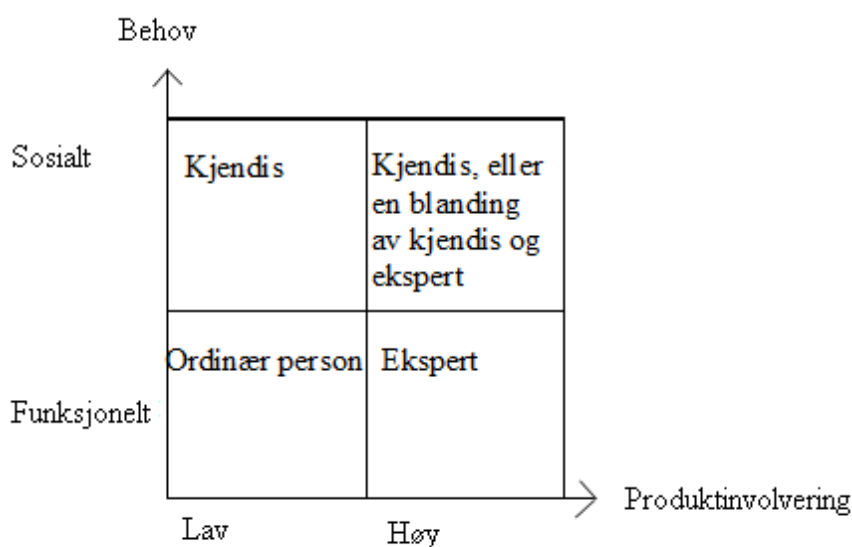 Behov
Sosialt
Kjendis
Kjendis, eller
en blanding
av kjendis og
ekspert
Ordinær person
Ekspert
Funksjonelt
Produktinvolvering
Lav
Høy